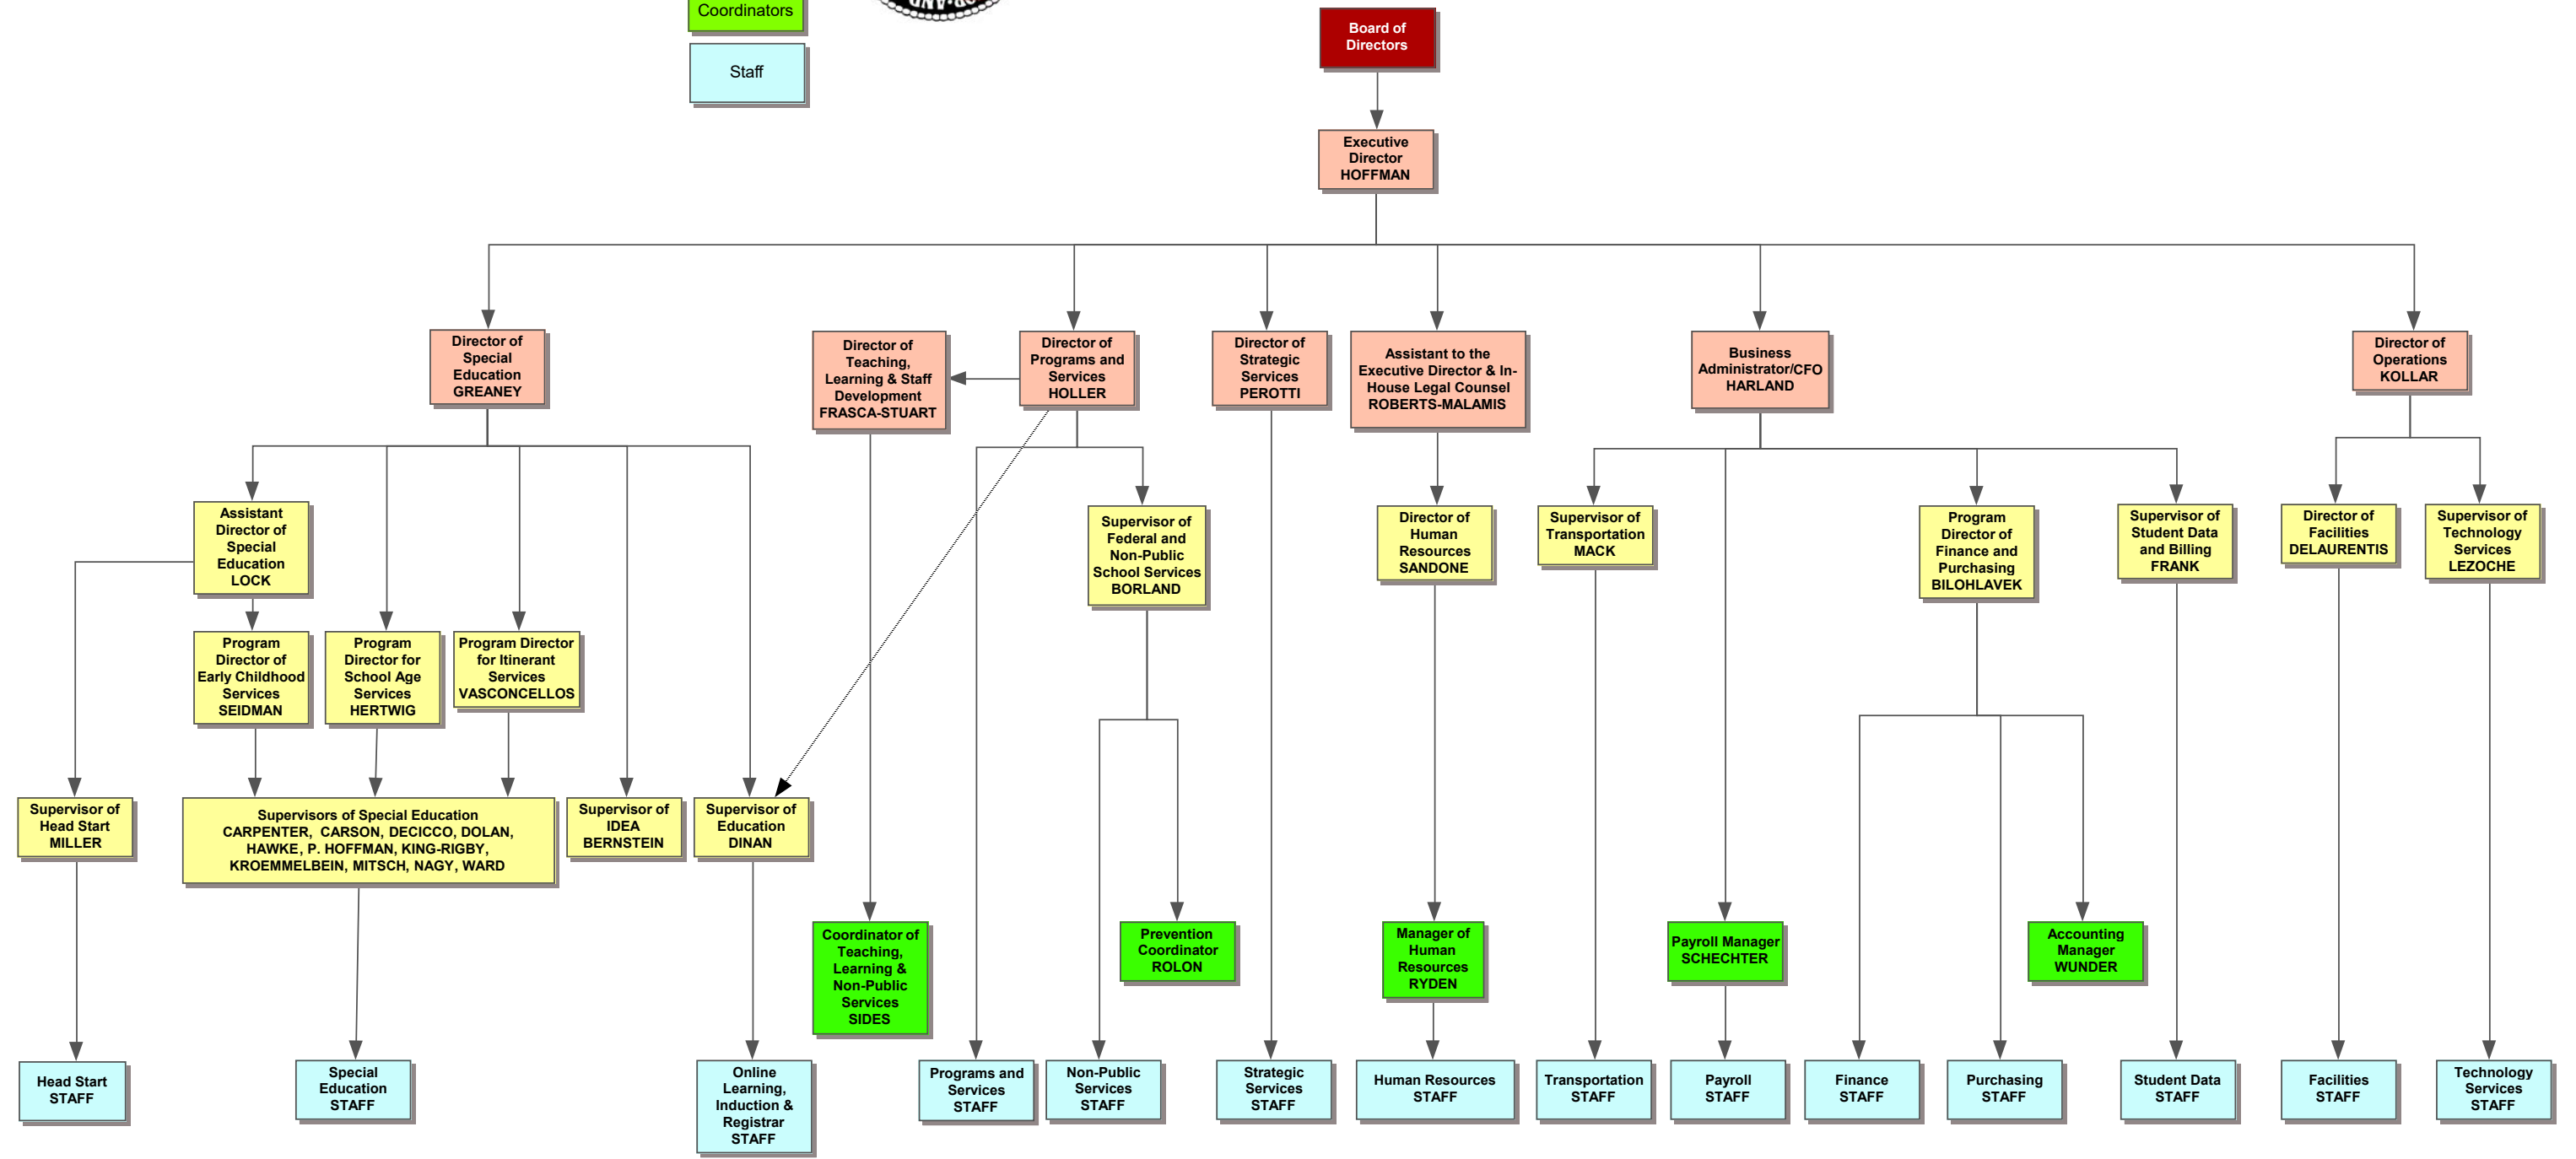 Coordinators
Staff
Board of
Directors
Executive
Director
HOFFMAN
Director of
Special
Education
GREANEY
Director of
Teaching,
Learning & Staff
Development
FRASCA-STUART
Director of
Programs and
Services
HOLLER
Director of
Strategic
Services
PEROTTI
Assistant to the
Executive Director & In-
House Legal Counsel
ROBERTS-MALAMIS
Business
Administrator/CFO
HARLAND
Director of
Operations
KOLLAR
Assistant
Director of
Special
Education
LOCK
Supervisor of
Federal and
Non-Public
School Services
BORLAND
Director of
Human
Resources
SANDONE
Supervisor of
Transportation
MACK
Program
Director of
Finance and
Purchasing
BILOHLAVEK
Supervisor of
Student Data
and Billing
FRANK
Director of
Facilities
DELAURENTIS
Supervisor of
Technology
Services
LEZOCHE
Program
Director of
Early Childhood
Services
SEIDMAN
Program
Director for
School Age
Services
HERTWIG
Program Director
for Itinerant
Services
VASCONCELLOS
Supervisor of
Head Start
MILLER
Supervisors of Special Education
CARPENTER, CARSON, DECICCO, DOLAN,
HAWKE, P. HOFFMAN, KING-RIGBY,
KROEMMELBEIN, MITSCH, NAGY, WARD
Supervisor of
IDEA
BERNSTEIN
Supervisor of
Education
DINAN
Coordinator of
Teaching,
Learning &
Non-Public
Services
SIDES
Prevention
Coordinator
ROLON
Manager of
Human
Resources
RYDEN
Payroll Manager
SCHECHTER
Accounting
Manager
WUNDER
Head Start
STAFF
Special
Education
STAFF
Online
Learning,
Induction &
Registrar
STAFF
Programs and
Services
STAFF
Non-Public
Services
STAFF
Strategic
Services
STAFF
Human Resources
STAFF
Transportation
STAFF
Payroll
STAFF
Finance
STAFF
Purchasing
STAFF
Student Data
STAFF
Facilities
STAFF
Technology
Services
STAFF